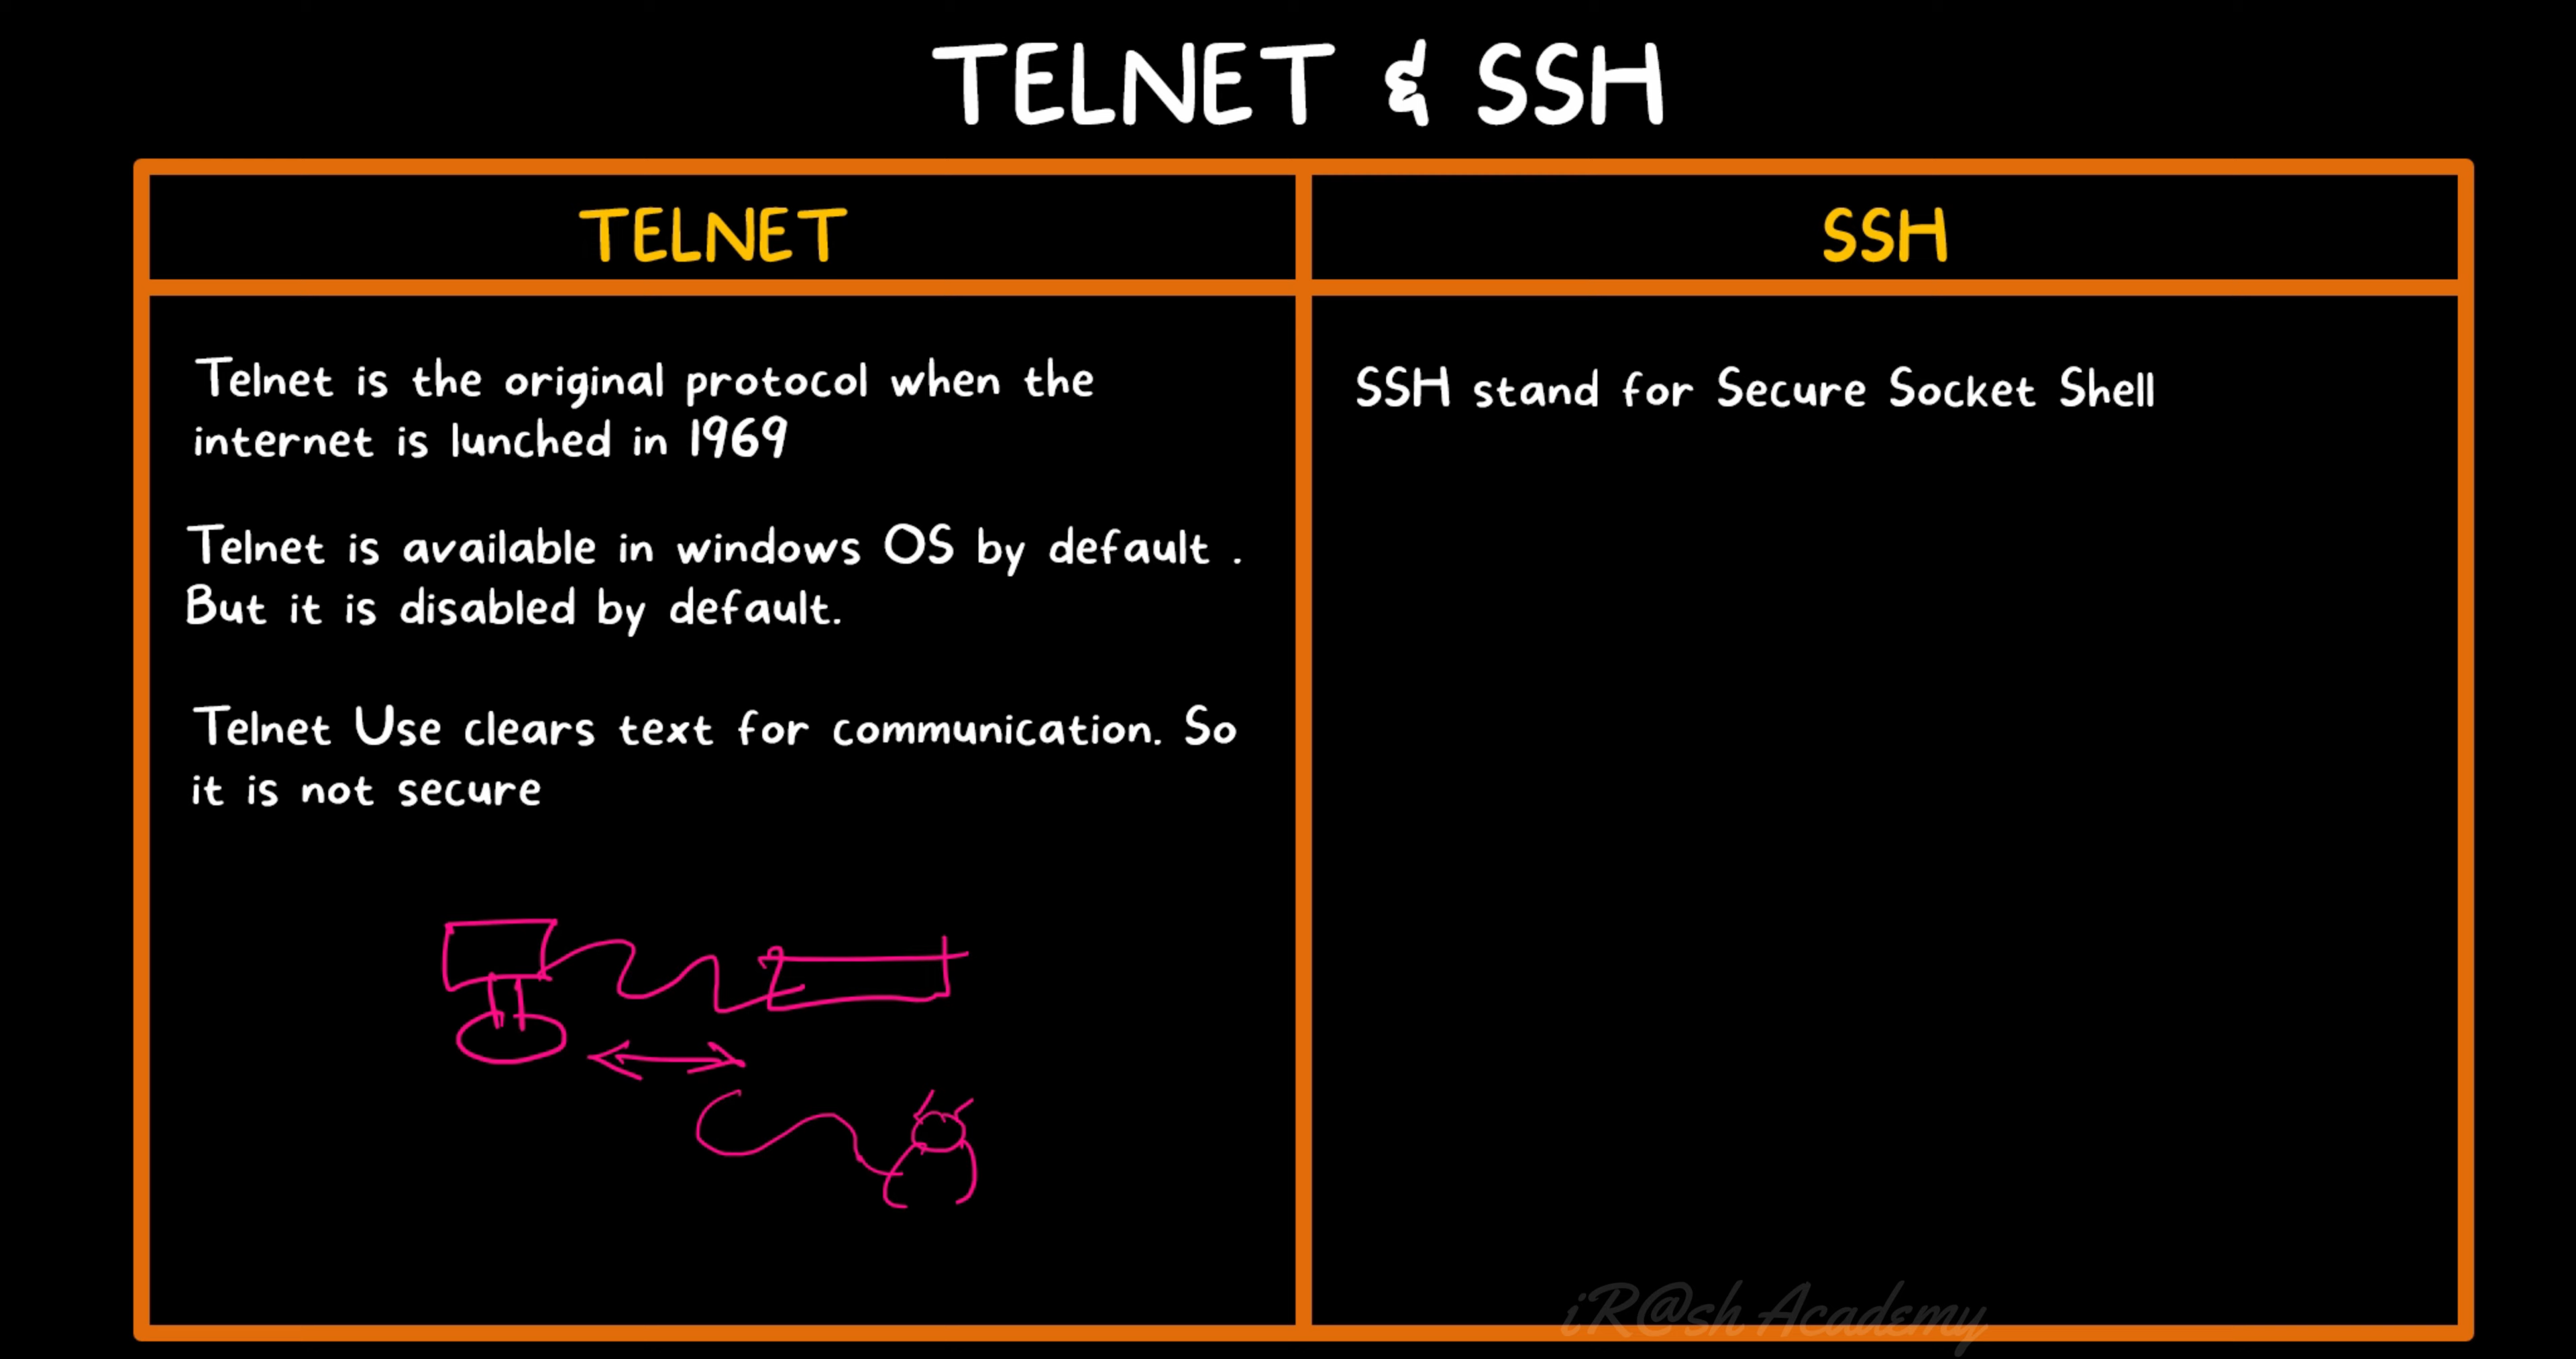 TELNET & SSH
TELNET
SSH
Telnet is the original protocol when the
internet is lunched in 1969
Telnet is available in windows OS by default .
But it is disabled by default.
Telnet Use clears text for communication. So
it is not secure
SSH stand for Secure Socket Shell
iR@sh Academy